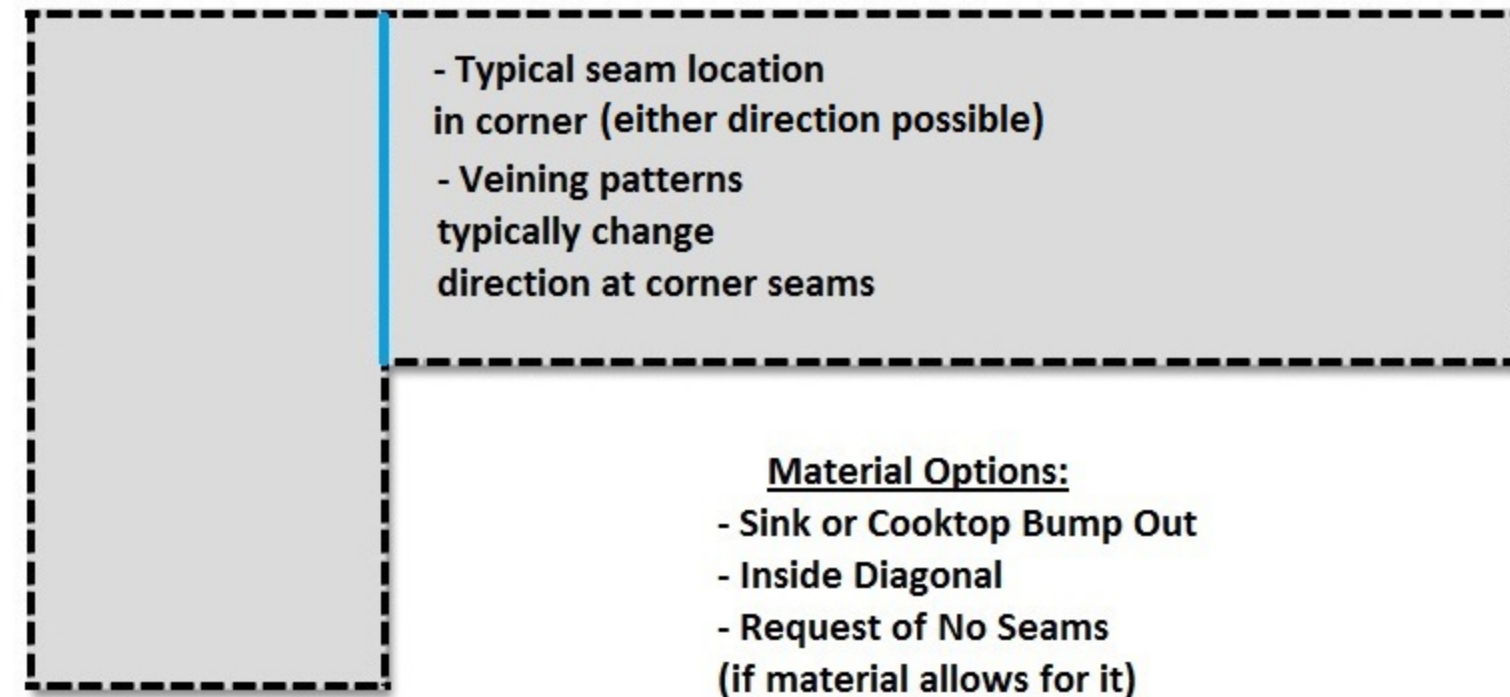 - Typical seam location
in corner (either direction possible)
- Veining patterns
typically change
direction at corner seams
Material Options:
- Sink or Cooktop Bump Out
- Inside Diagonal
- Request of No Seams
(if material allows for it)